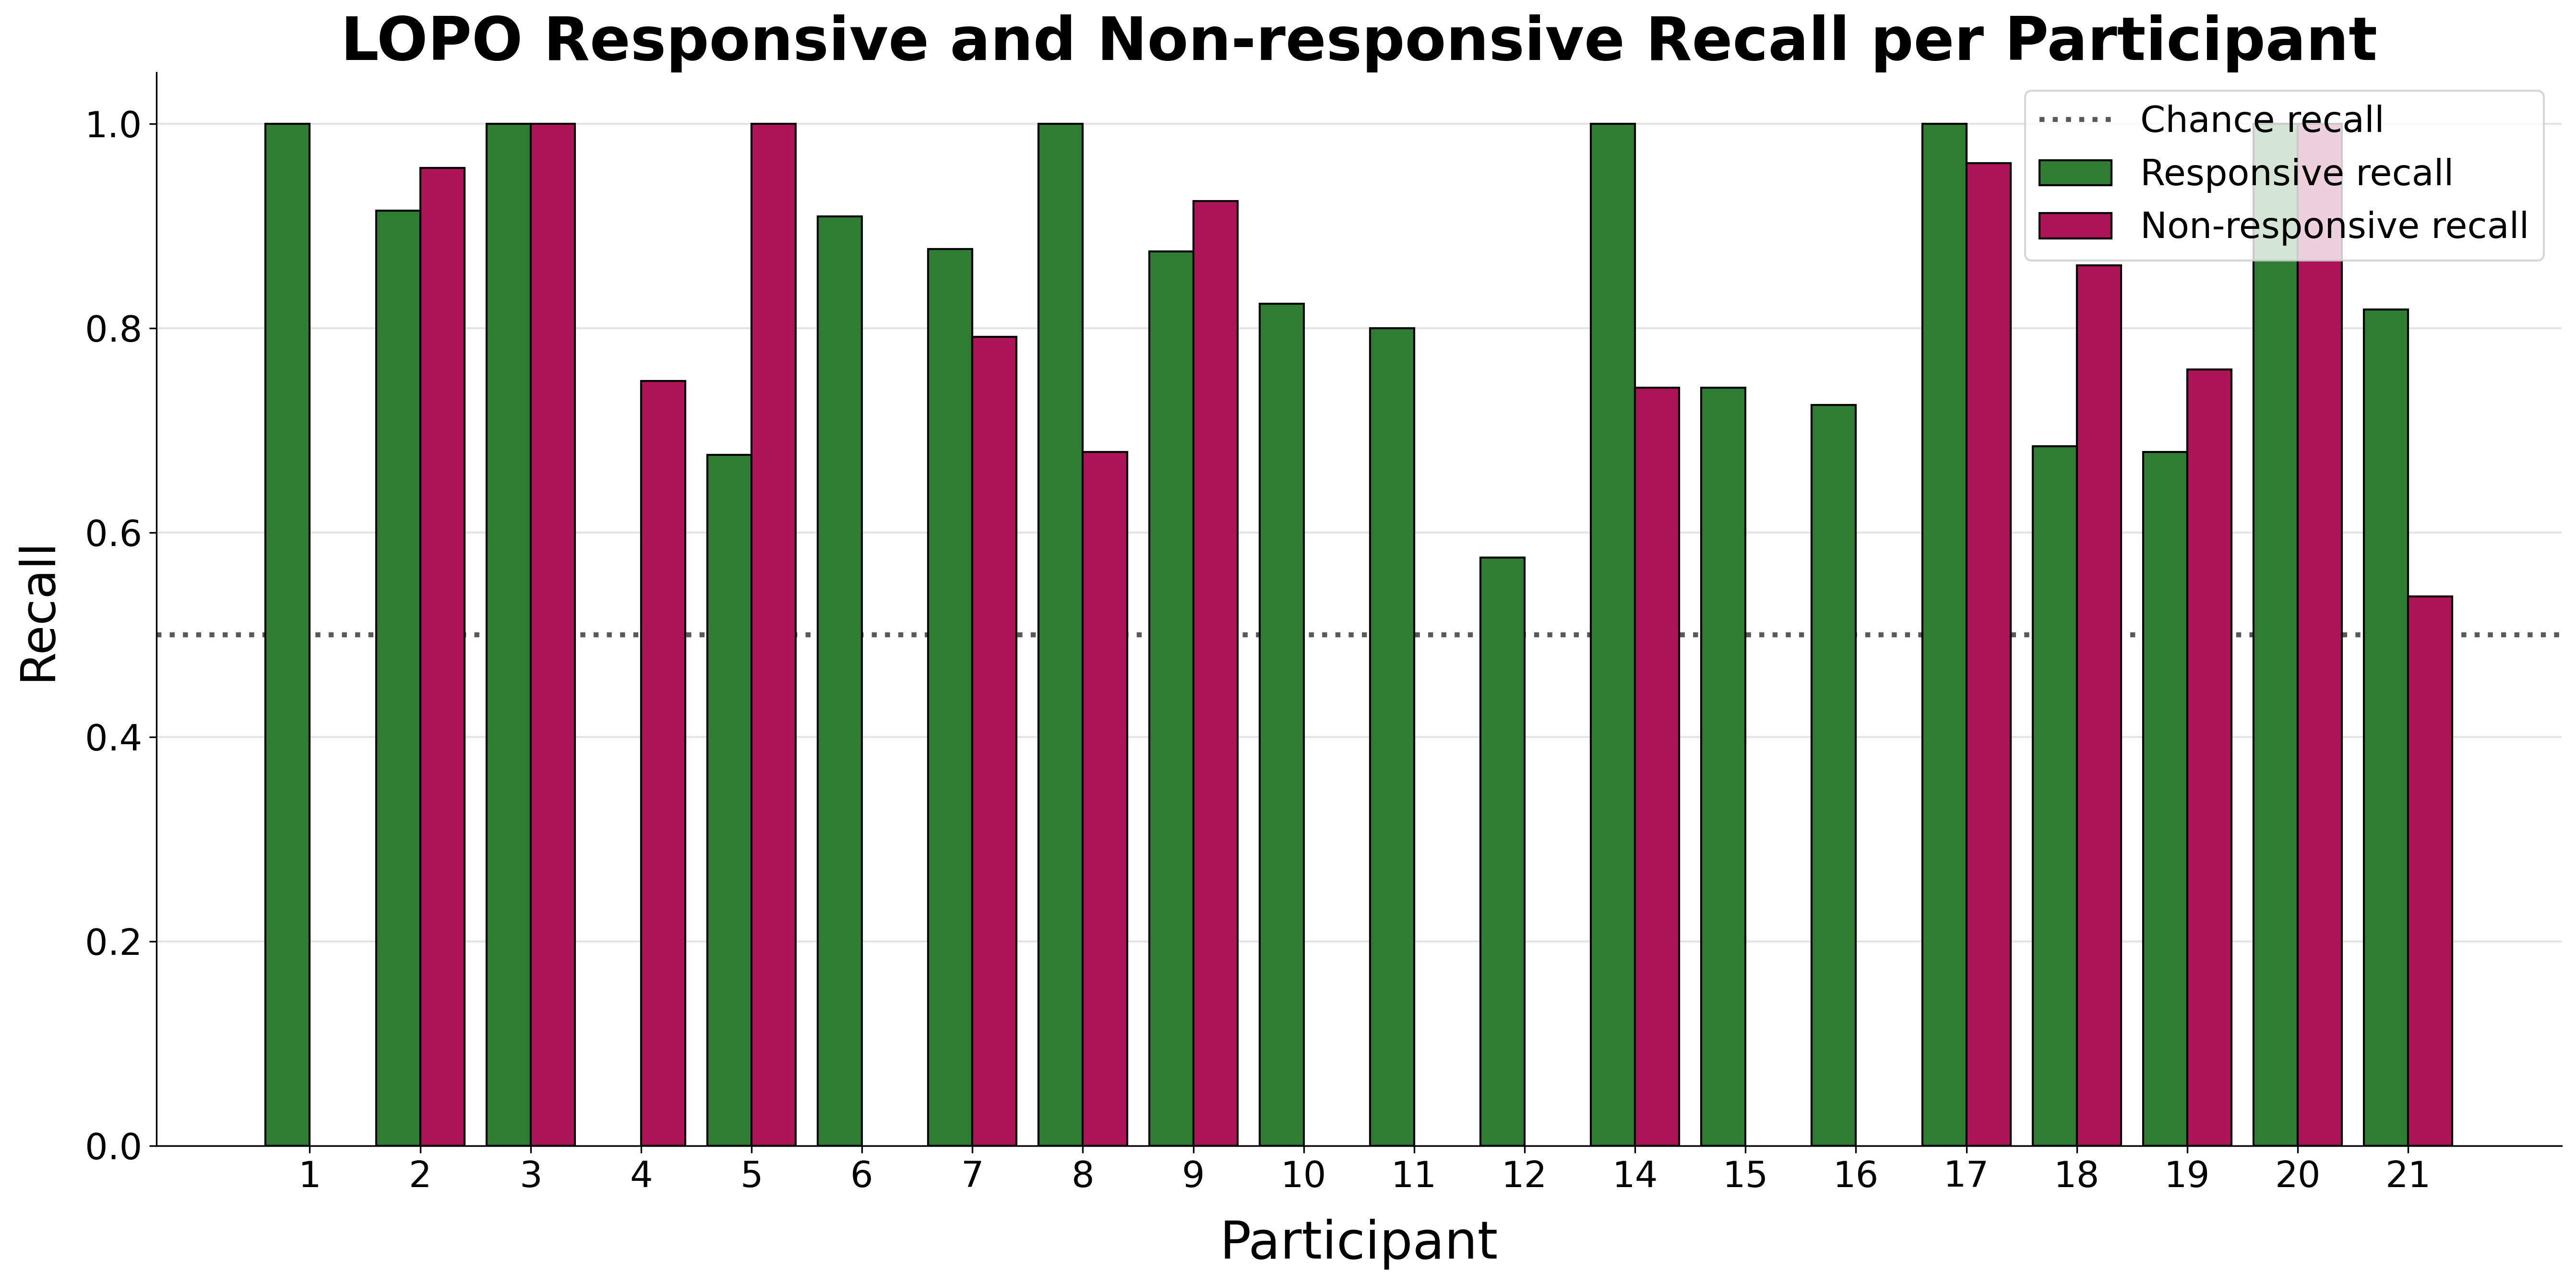 LOPO Responsive and Non-responsive Recall per Participant
Chance recall
Responsive recall
Non-responsive recall
1.0
0.8
0.6
0.4
0.2
0.0
Recall
1 2 3 4 5 6 7 8 9 10 11 12 14 15 16 17 18 19 20 21
Participant